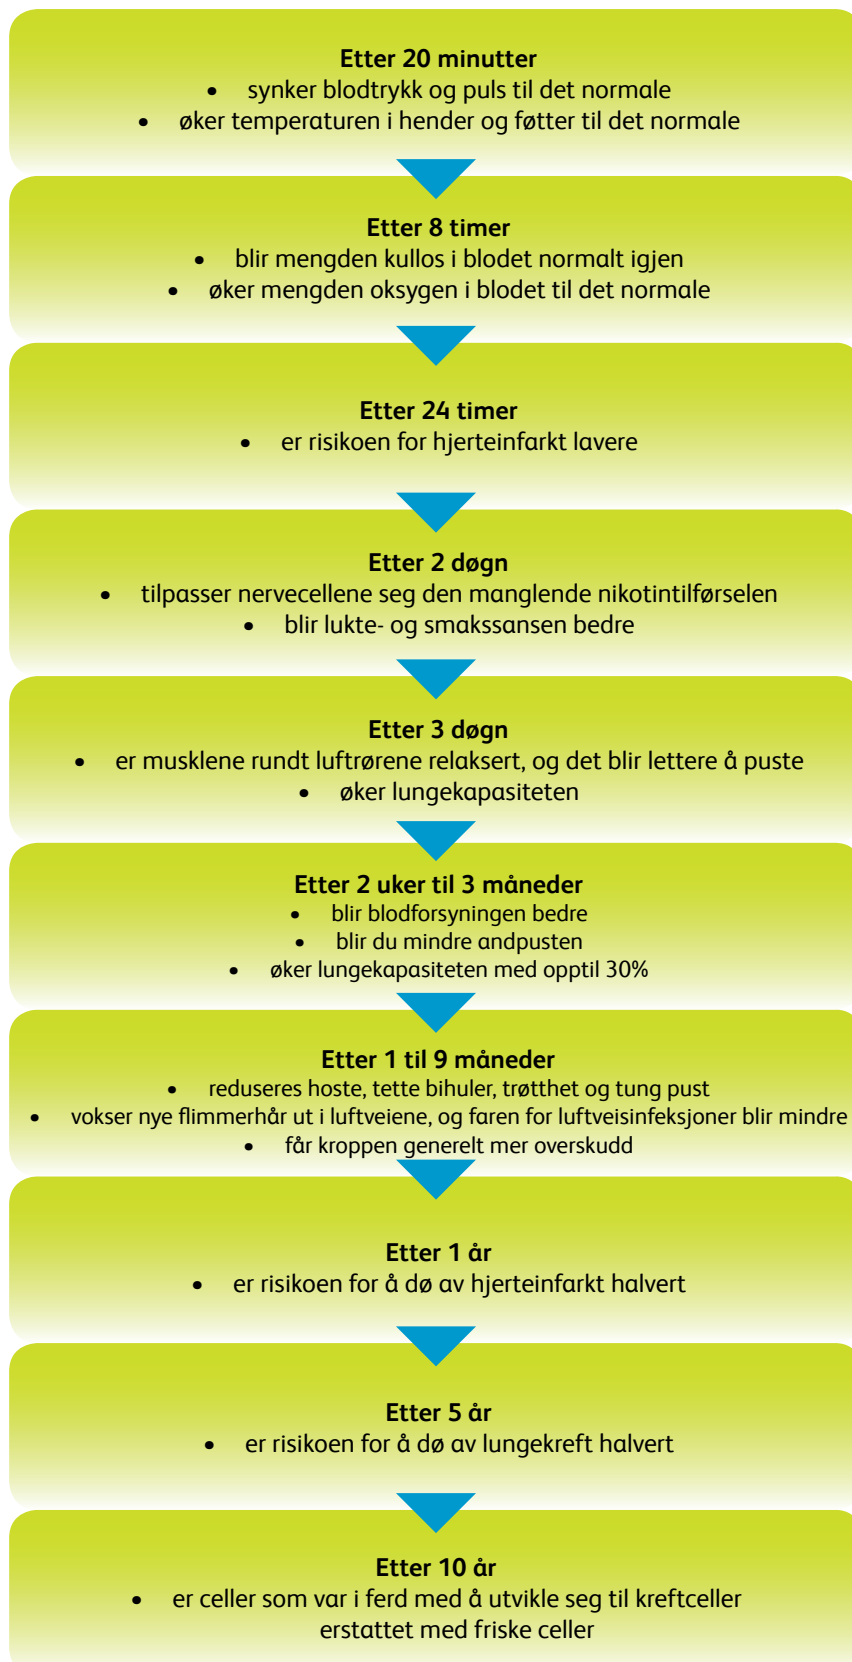 Etter 20 minutter
• synker blodtrykk og puls til det normale
• øker temperaturen i hender og føtter til det normale
Etter 8 timer
• blir mengden kullos i blodet normalt igjen
• øker mengden oksygen i blodet til det normale
Etter 24 timer
• er risikoen for hjerteinfarkt lavere
Etter 2 døgn
• tilpasser nervecellene seg den manglende nikotintilførselen
• blir lukte- og smakssansen bedre
Etter 3 døgn
• er musklene rundt luftrørene relaksert, og det blir lettere å puste
• øker lungekapasiteten
Etter 2 uker til 3 måneder
• blir blodforsyningen bedre
• blir du mindre andpusten
• øker lungekapasiteten med opptil 30%
Etter 1 til 9 måneder
• reduseres hoste, tette bihuler, trøtthet og tung pust
• vokser nye flimmerhår ut i luftveiene, og faren for luftveisinfeksjoner blir mindre
• får kroppen generelt mer overskudd
Etter 1 år
• er risikoen for å dø av hjerteinfarkt halvert
Etter 5 år
• er risikoen for å dø av lungekreft halvert
Etter 10 år
• er celler som var i ferd med å utvikle seg til kreftceller
erstattet med friske celler